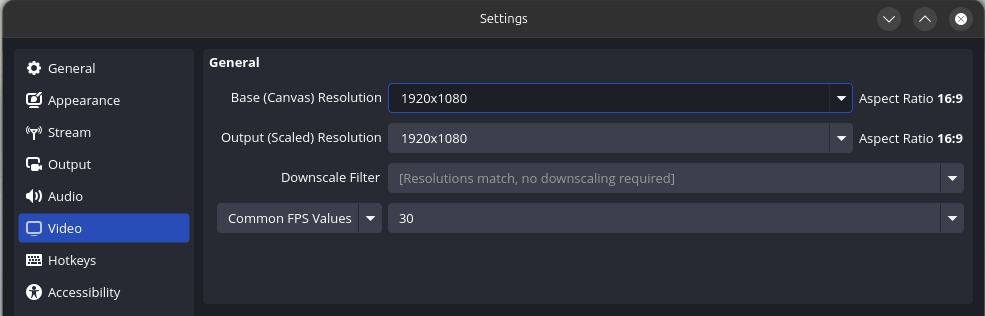 Settings
General
Appearance
Stream
Output
Audio
Video
Hotkeys
Accessibility
General
Base (Canvas) Resolution 1920x1080 Aspect Ratio 16:9
Output (Scaled) Resolution 1920x1080 Aspect Ratio 16:9
Downscale Filter [Resolutions match, no downscaling required]
Common FPS Values 30